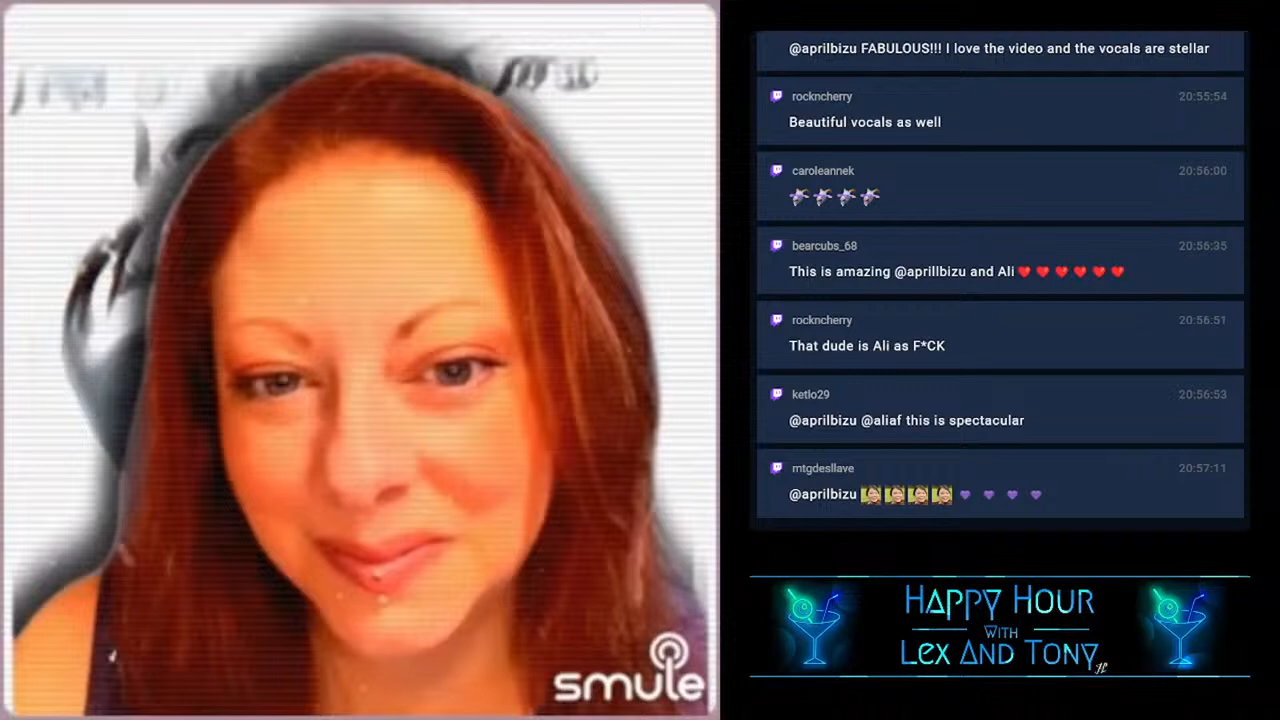 @aprilbizu FABULOUS!!! I love the video and the vocals are stellar
rockncherry 20:55:54
Beautiful vocals as well
caroleannek 20:56:00
bearcubs_68 20:56:35
This is amazing @aprillbizu and Ali
rockncherry 20:56:51
That dude is Ali as F*CK
ketlo29 20:56:53
@aprilbizu @aliaf this is spectacular
mtgdesllave 20:57:11
@aprilbizu
smule
HAPPY HOUR
WITH
LEX AND TONY